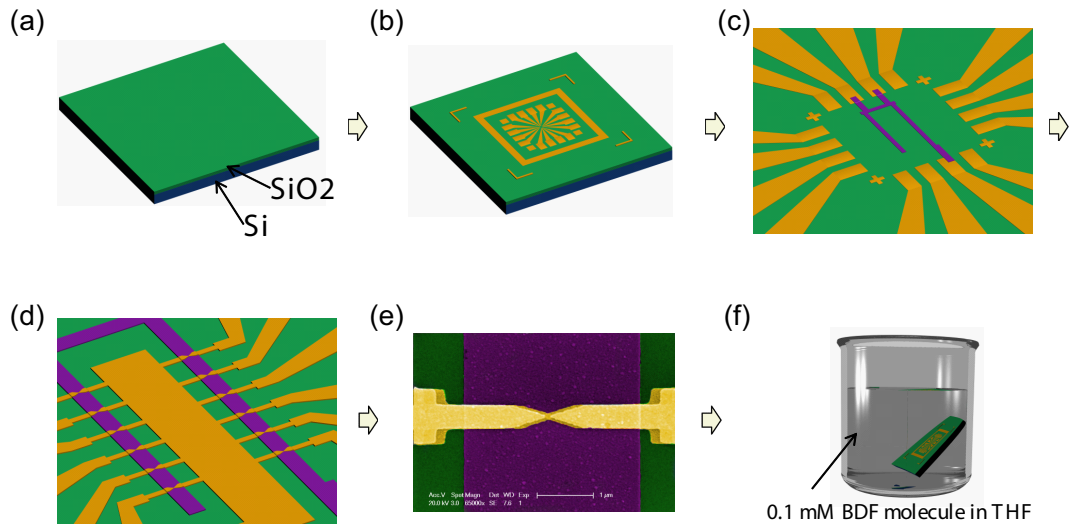 (a)
(b)
(c)
SiO2
Si
(d)
(e)
(f)
Acc.V Spot Magn Det WD Exp
20.0 kV 3.0 65000x SE 7.6 1
1 μm
0.1 mM BDF molecule in THF